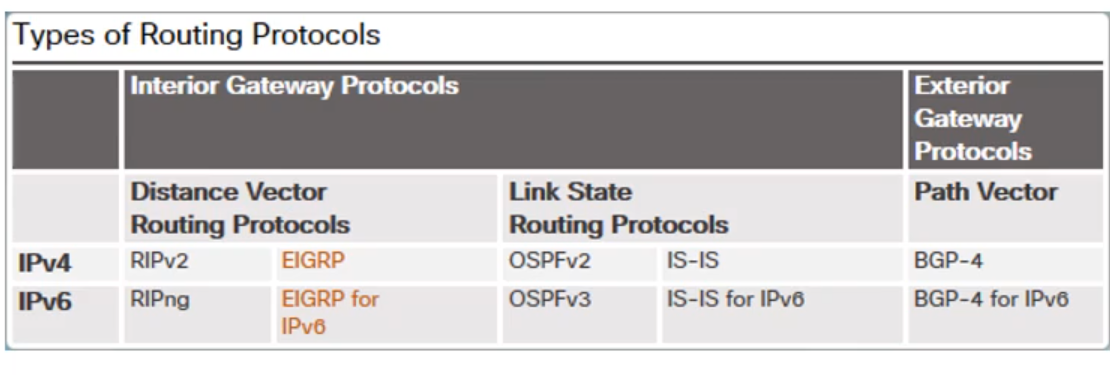 Types of Routing Protocols
Interior Gateway Protocols
Exterior
Gateway
Protocols
Distance Vector
Routing Protocols
Link State
Routing Protocols
Path Vector
IPv4 RIPv2 EIGRP OSPFv2 IS-IS BGP-4
IPv6 RIPng EIGRP for OSPFv3 IS-IS for IPv6 BGP-4 for IPv6
IPv6